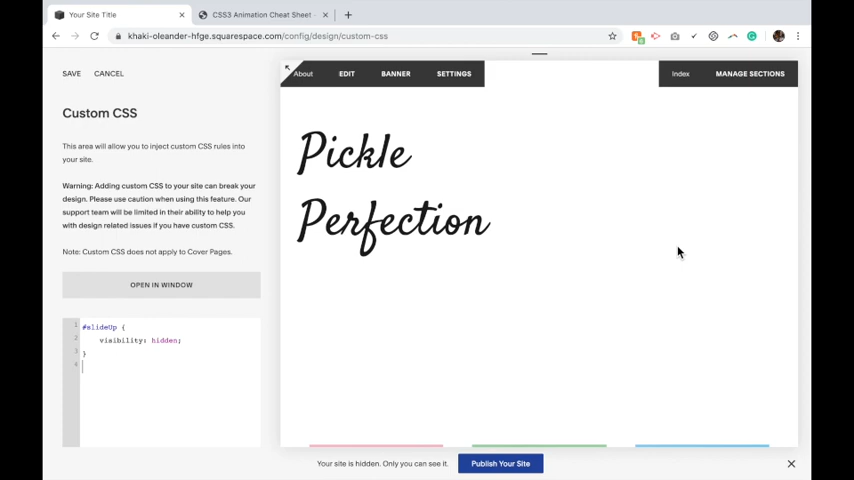 Your Site Title
CSS3 Animation Cheat Sheet -
khaki-oleander-hfge.squarespace.com/config/design/custom-css
SAVE CANCEL
About EDIT BANNER SETTINGS
Index MANAGE SECTIONS
Custom CSS
This area will allow you to inject custom CSS rules into
your site.
Warning: Adding custom CSS to your site can break your
design. Please use caution when using this feature. Our
support team will be limited in their ability to help you
with design related issues if you have custom CSS.
Note: Custom CSS does not apply to Cover Pages.
OPEN IN WINDOW
1 #slideUp {
2 visibility: hidden;
3 }
4
Pickle
Perfection
Your site is hidden. Only you can see it. Publish Your Site